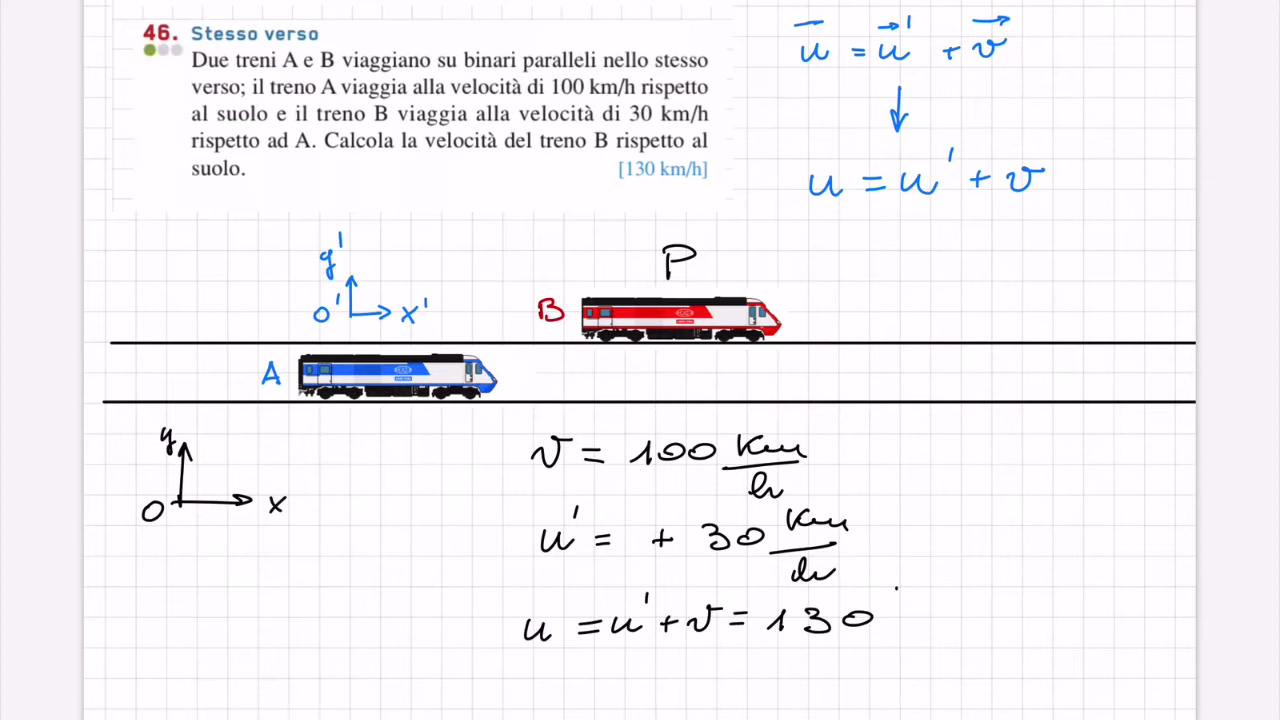 46. Stesso verso
Due treni A e B viaggiano su binari paralleli nello stesso
verso; il treno A viaggia alla velocità di 100 km/h rispetto
al suolo e il treno B viaggia alla velocità di 30 km/h
rispetto ad A. Calcola la velocità del treno B rispetto al
suolo. [130 km/h]
u = u' + v
u = u' + v
y'
O' x'
P
B
A
y
O x
v = 100 km/h
u' = + 30 km/h
u = u' + v = 130